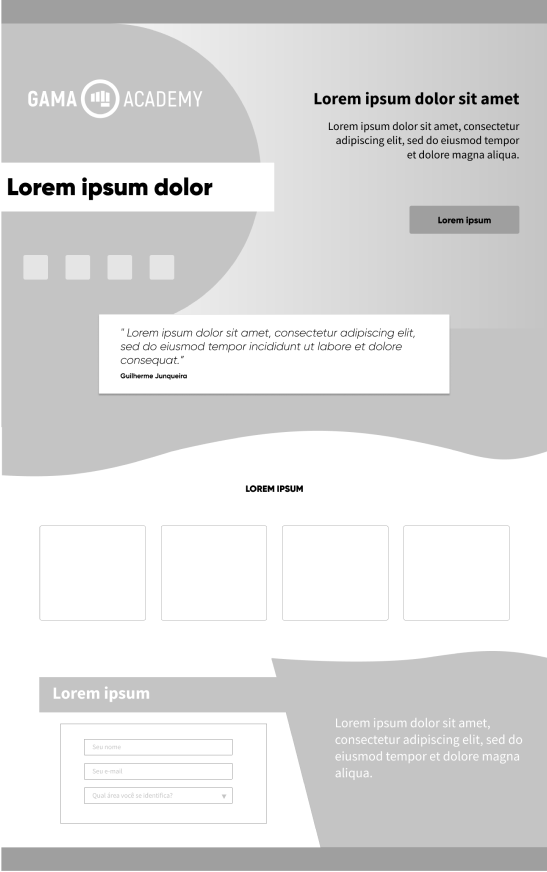 GAMA ACADEMY
Lorem ipsum dolor sit amet
Lorem ipsum dolor sit amet, consectetur
adipiscing elit, sed do eiusmod tempor
et dolore magna aliqua.
Lorem ipsum dolor
Lorem ipsum
" Lorem ipsum dolor sit amet, consectetur adipiscing elit,
sed do eiusmod tempor incididunt ut labore et dolore
consequat.”
Guilherme Junqueira
LOREM IPSUM
Lorem ipsum
Seu nome
Seu e-mail
Qual área você se identifica?
Lorem ipsum dolor sit amet,
consectetur adipiscing elit, sed do
eiusmod tempor et dolore magna
aliqua.